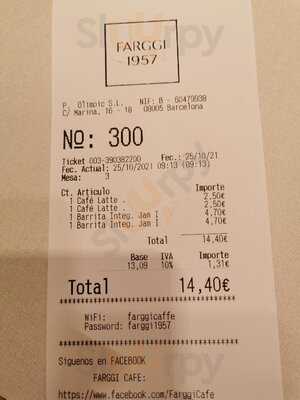 FARGGI
1957
P. Olimpic S.L. NIF: B - 60479938
C/ Marina, 16 - 18 08005 Barcelona
Nº: 300
Ticket 003-390382200 Fec.: 25/10/21
Fec. Actual: 25/10/2021 09:13 (09:13)
Mesa: 3
Ct. Artículo Importe
1 Café Latte . 2,50€
1 Café Latte . 2,50€
1 Barrita Integ. Jam I 4,70€
1 Barrita Integ. Jam I 4,70€
Total 14,40€
Base IVA Importe
13,09 10% 1,31€
Total 14,40€
WiFi: farggicaffe
Password: farggi1957
Síguenos en FACEBOOK
FARGGI CAFE:
https://www.facebook.com/FarggiCafe